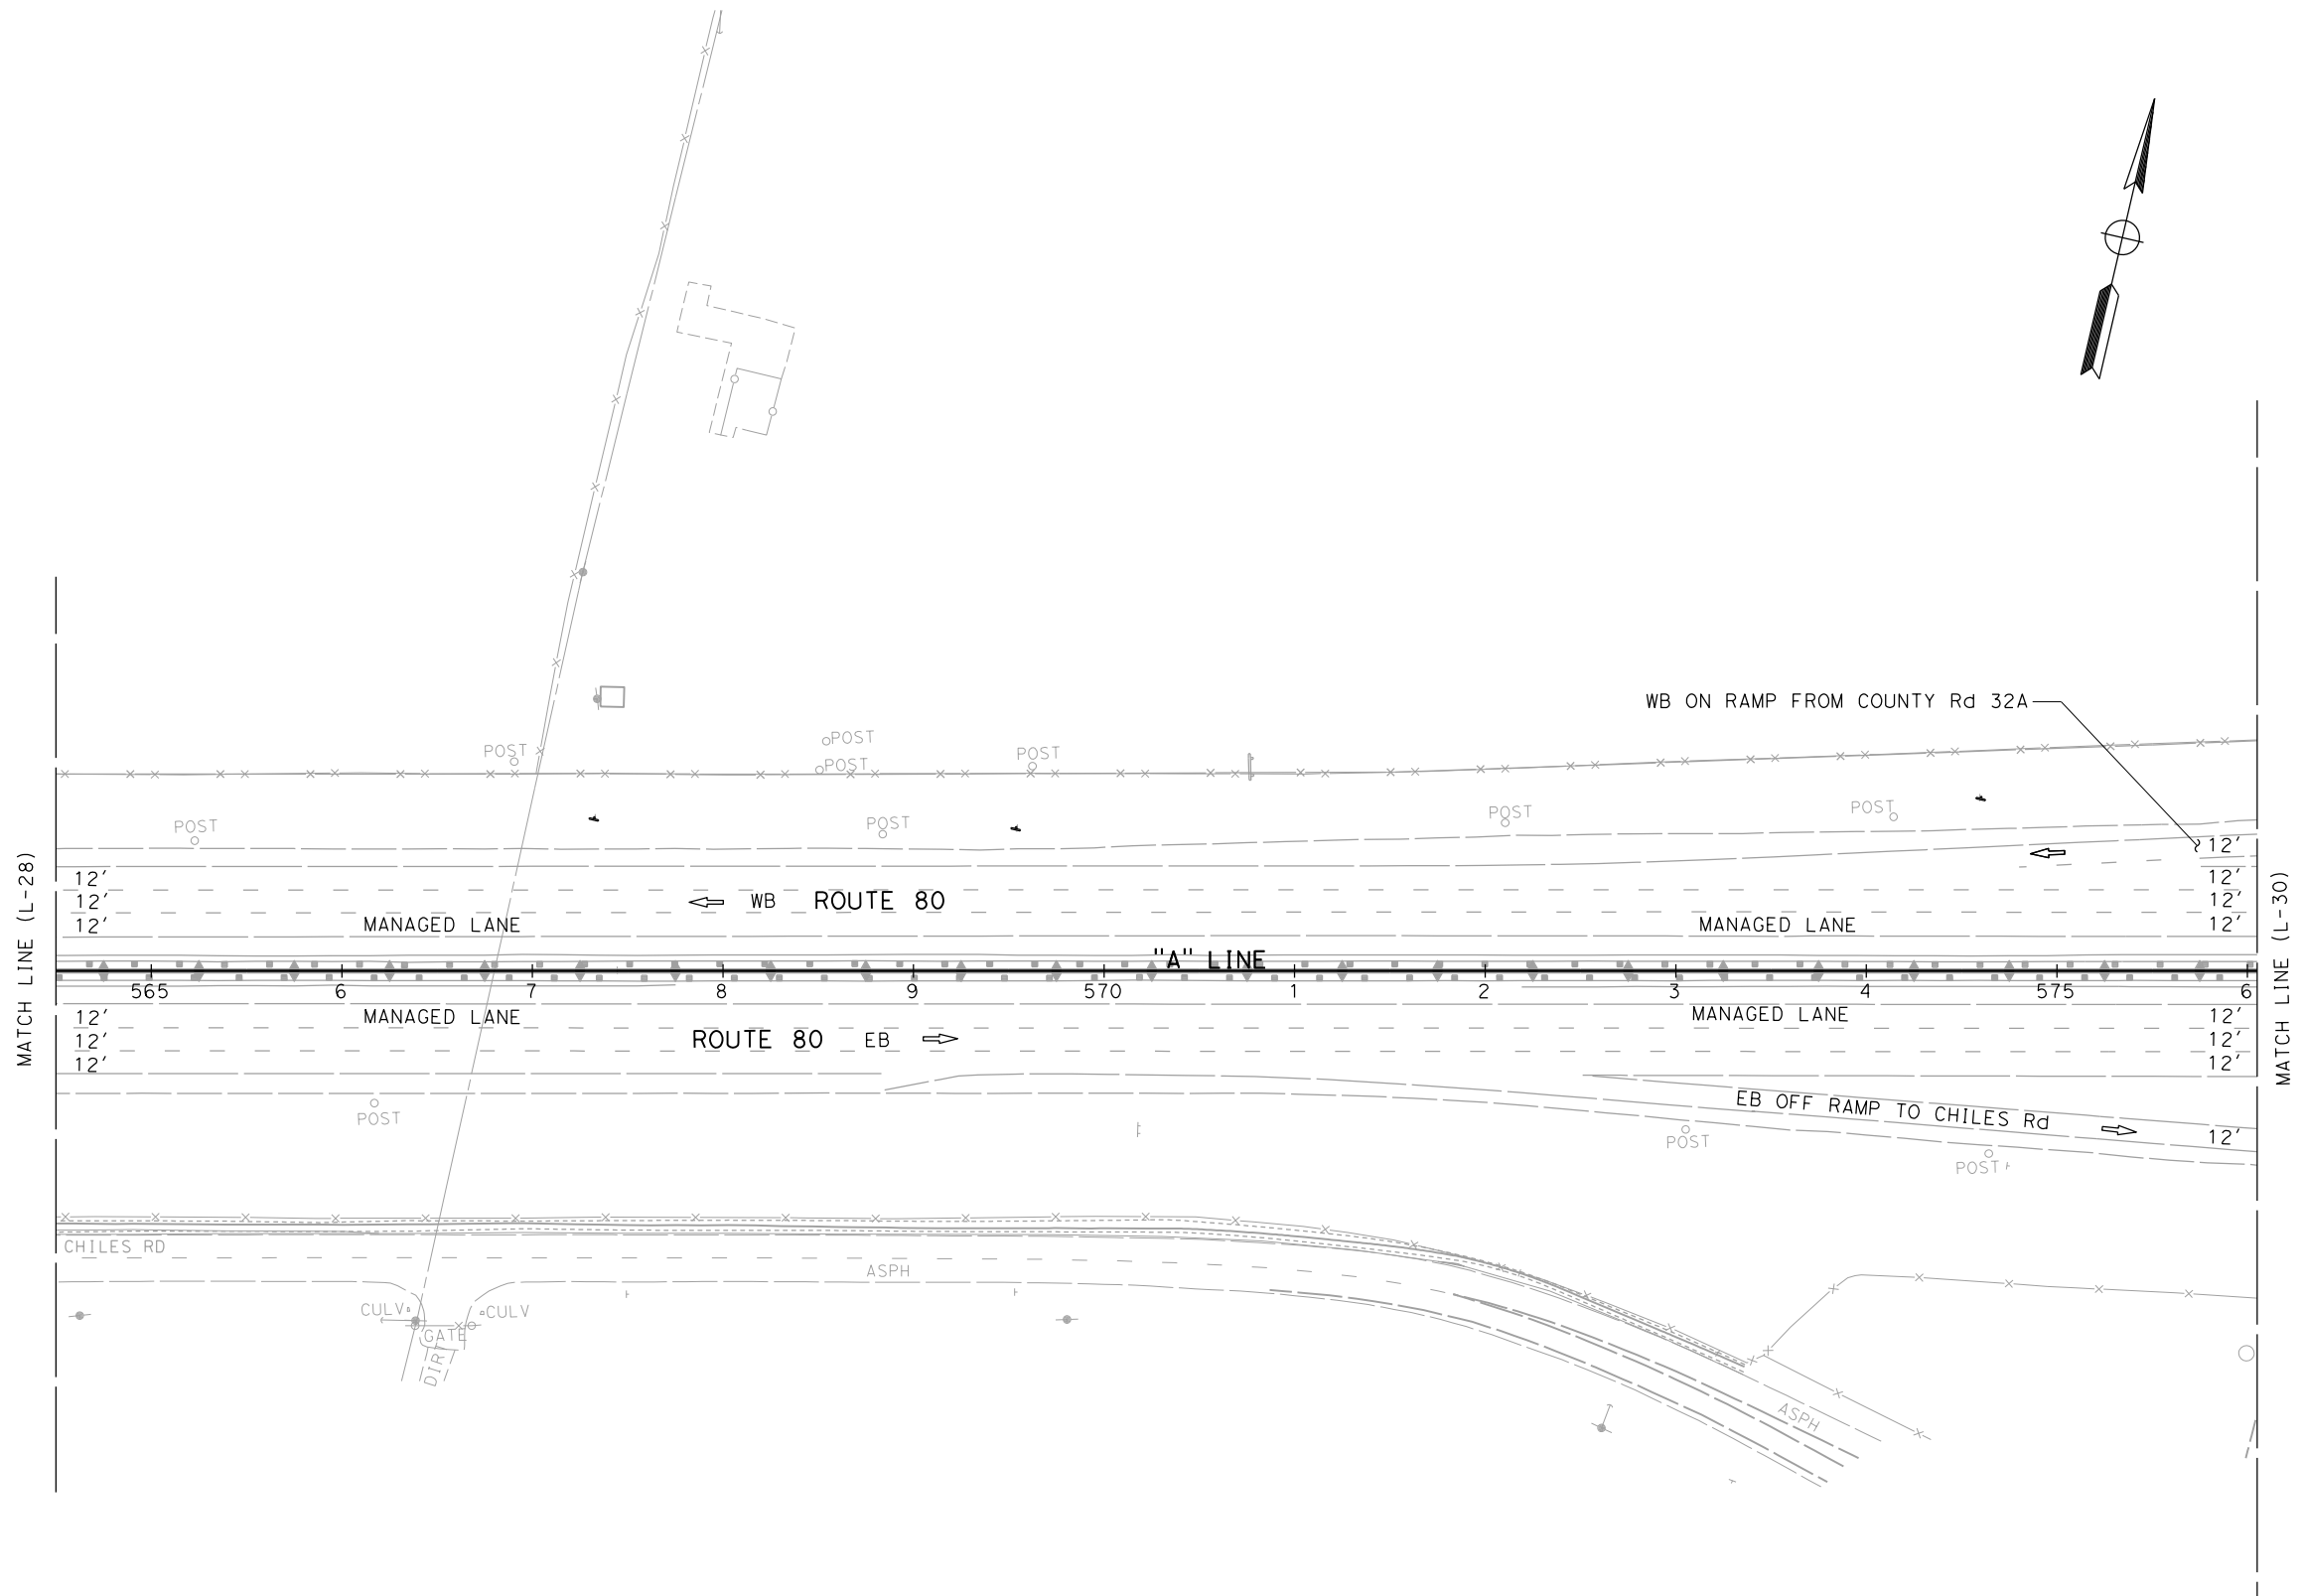 WB ON RAMP FROM COUNTY Rd 32A
POST
POST
POST
POST
POST
POST
POST
POST
MATCH LINE (L-28)
12'
12'
12'
WB ROUTE 80
MANAGED LANE
MANAGED LANE
12'
12'
12'
12'
MATCH LINE (L-30)
"A" LINE
565 6 7 8 9 570 1 2 3 4 575 6
12'
12'
12'
MANAGED LANE
MANAGED LANE
ROUTE 80 EB
12'
12'
12'
EB OFF RAMP TO CHILES Rd
12'
POST
POST
POST
CHILES RD
ASPH
CULV
CULV
GATE
DIRT
ASPH